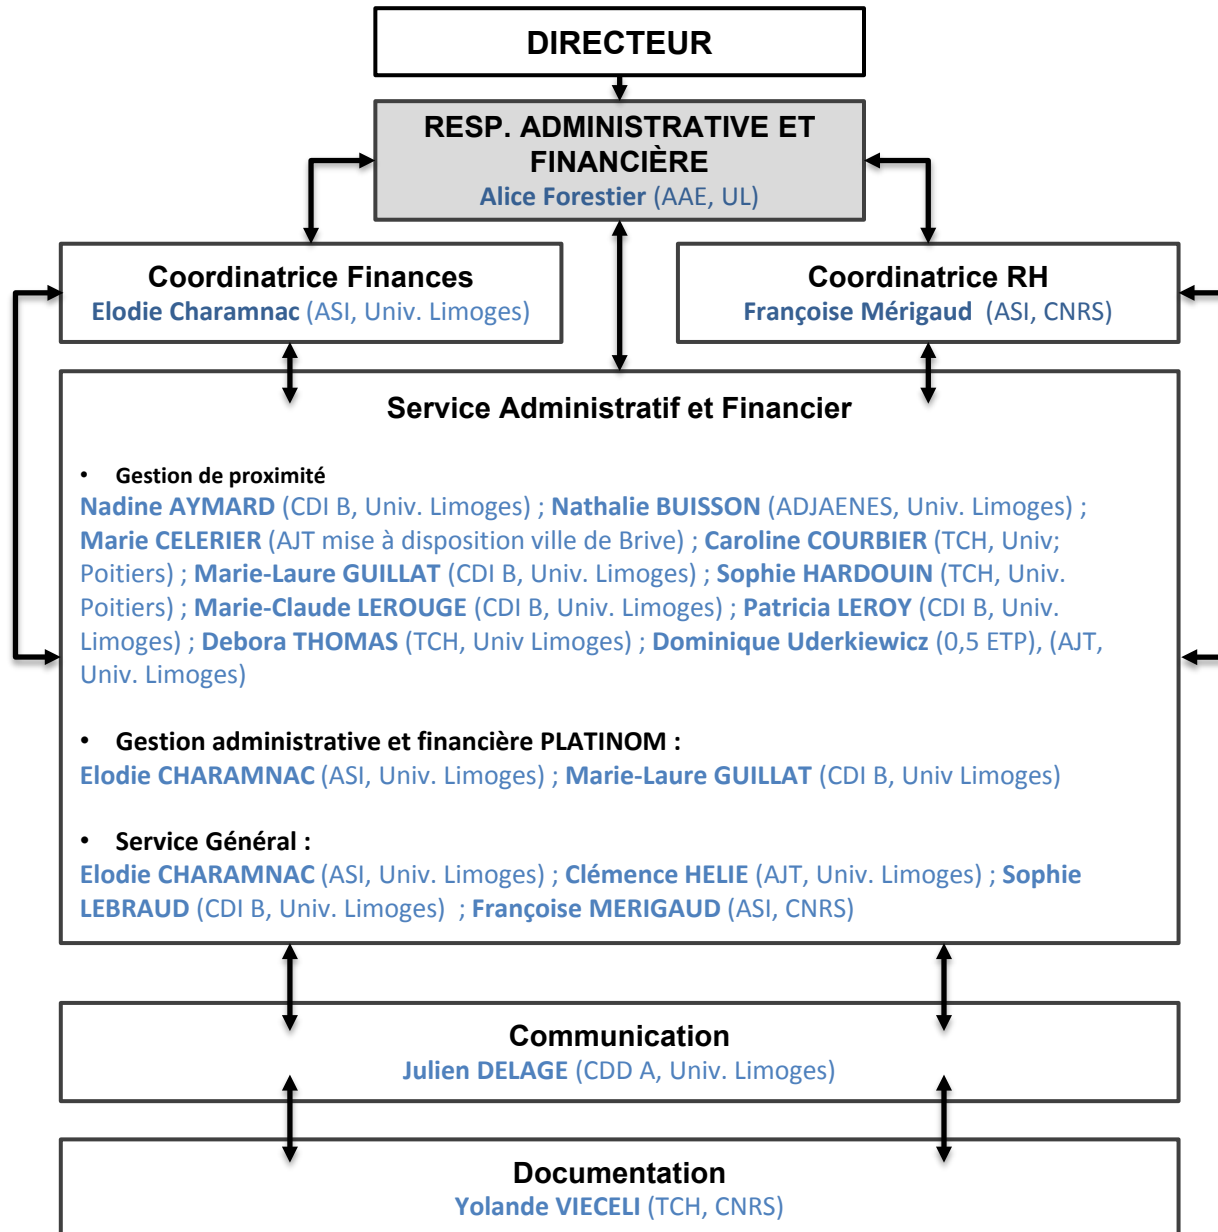 DIRECTEUR
RESP. ADMINISTRATIVE ET
FINANCIÈRE
Alice Forestier (AAE, UL)
Coordinatrice Finances
Elodie Charamnac (ASI, Univ. Limoges)
Coordinatrice RH
Françoise Mérigaud (ASI, CNRS)
Service Administratif et Financier
• Gestion de proximité
Nadine AYMARD (CDI B, Univ. Limoges) ; Nathalie BUISSON (ADJAENES, Univ. Limoges) ;
Marie CELERIER (AJT mise à disposition ville de Brive) ; Caroline COURBIER (TCH, Univ;
Poitiers) ; Marie-Laure GUILLAT (CDI B, Univ. Limoges) ; Sophie HARDOUIN (TCH, Univ.
Poitiers) ; Marie-Claude LEROUGE (CDI B, Univ. Limoges) ; Patricia LEROY (CDI B, Univ.
Limoges) ; Debora THOMAS (TCH, Univ Limoges) ; Dominique Uderkiewicz (0,5 ETP), (AJT,
Univ. Limoges)
• Gestion administrative et financière PLATINOM :
Elodie CHARAMNAC (ASI, Univ. Limoges) ; Marie-Laure GUILLAT (CDI B, Univ Limoges)
• Service Général :
Elodie CHARAMNAC (ASI, Univ. Limoges) ; Clémence HELIE (AJT, Univ. Limoges) ; Sophie
LEBRAUD (CDI B, Univ. Limoges) ; Françoise MERIGAUD (ASI, CNRS)
Communication
Julien DELAGE (CDD A, Univ. Limoges)
Documentation
Yolande VIECELI (TCH, CNRS)